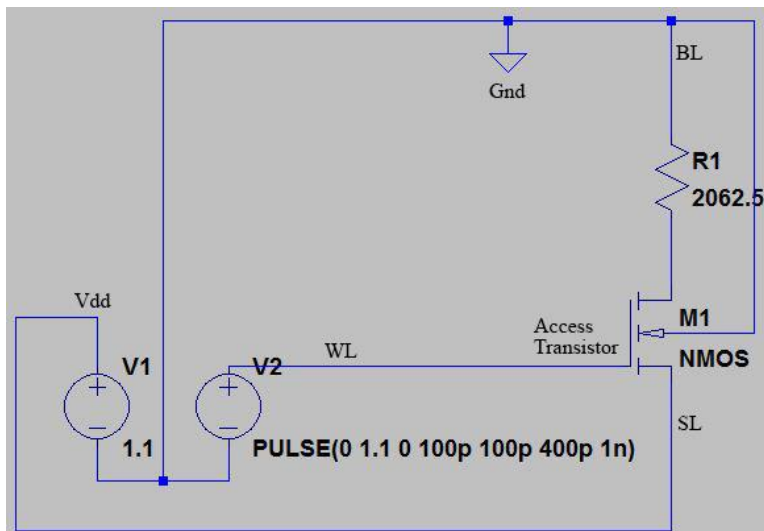 BL
Gnd
R1
2062.5
Vdd
Access
Transistor
M1
WL
V1
V2
NMOS
SL
1.1
PULSE(0 1.1 0 100p 100p 400p 1n)